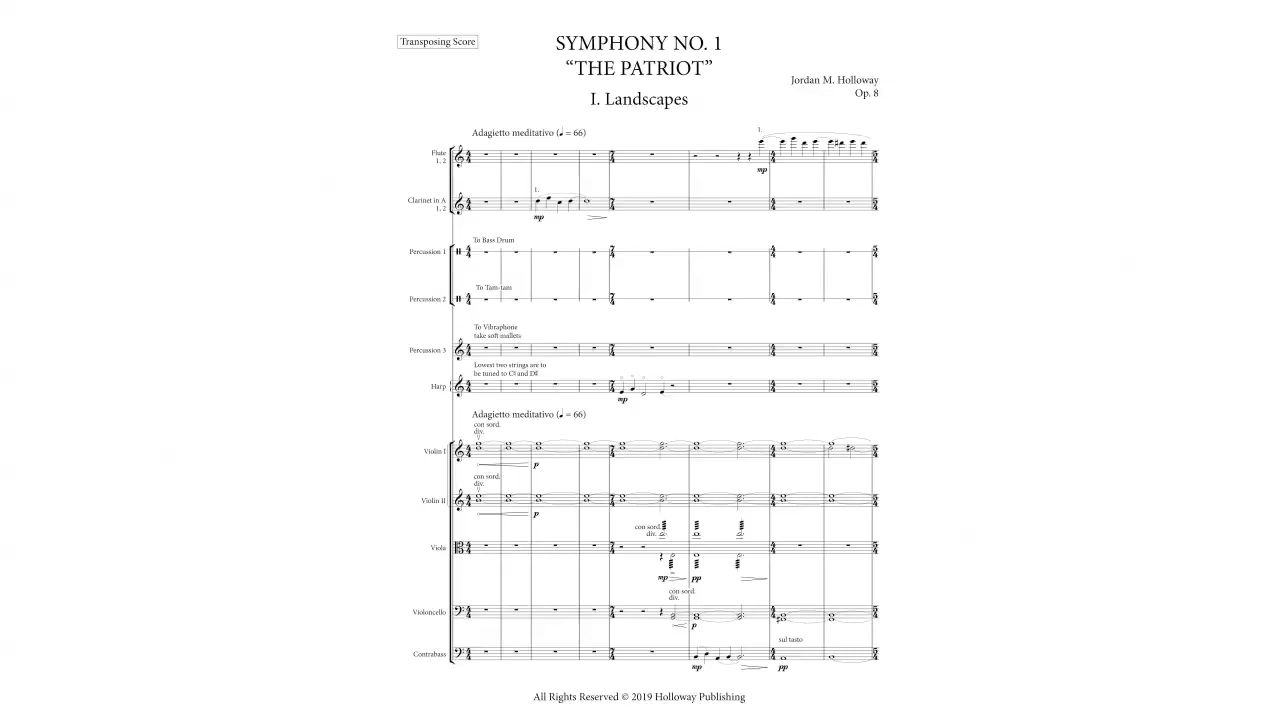 Transposing Score
SYMPHONY NO. 1
“THE PATRIOT”
Jordan M. Holloway
Op. 8
I. Landscapes
Adagietto meditativo (♩ = 66)
1.
Flute
1, 2
mp
1.
Clarinet in A
1, 2
mp
To Bass Drum
Percussion 1
To Tam-tam
Percussion 2
To Vibraphone
take soft mallets
Percussion 3
Lowest two strings are to
be tuned to C♮ and D♯
Harp
mp
Adagietto meditativo (♩ = 66)
con sord.
div.
Violin I
p
con sord.
div.
Violin II
p
con sord.
div.
Viola
mp pp
con sord.
div.
Violoncello
p
sul tasto
Contrabass
mp pp
All Rights Reserved © 2019 Holloway Publishing